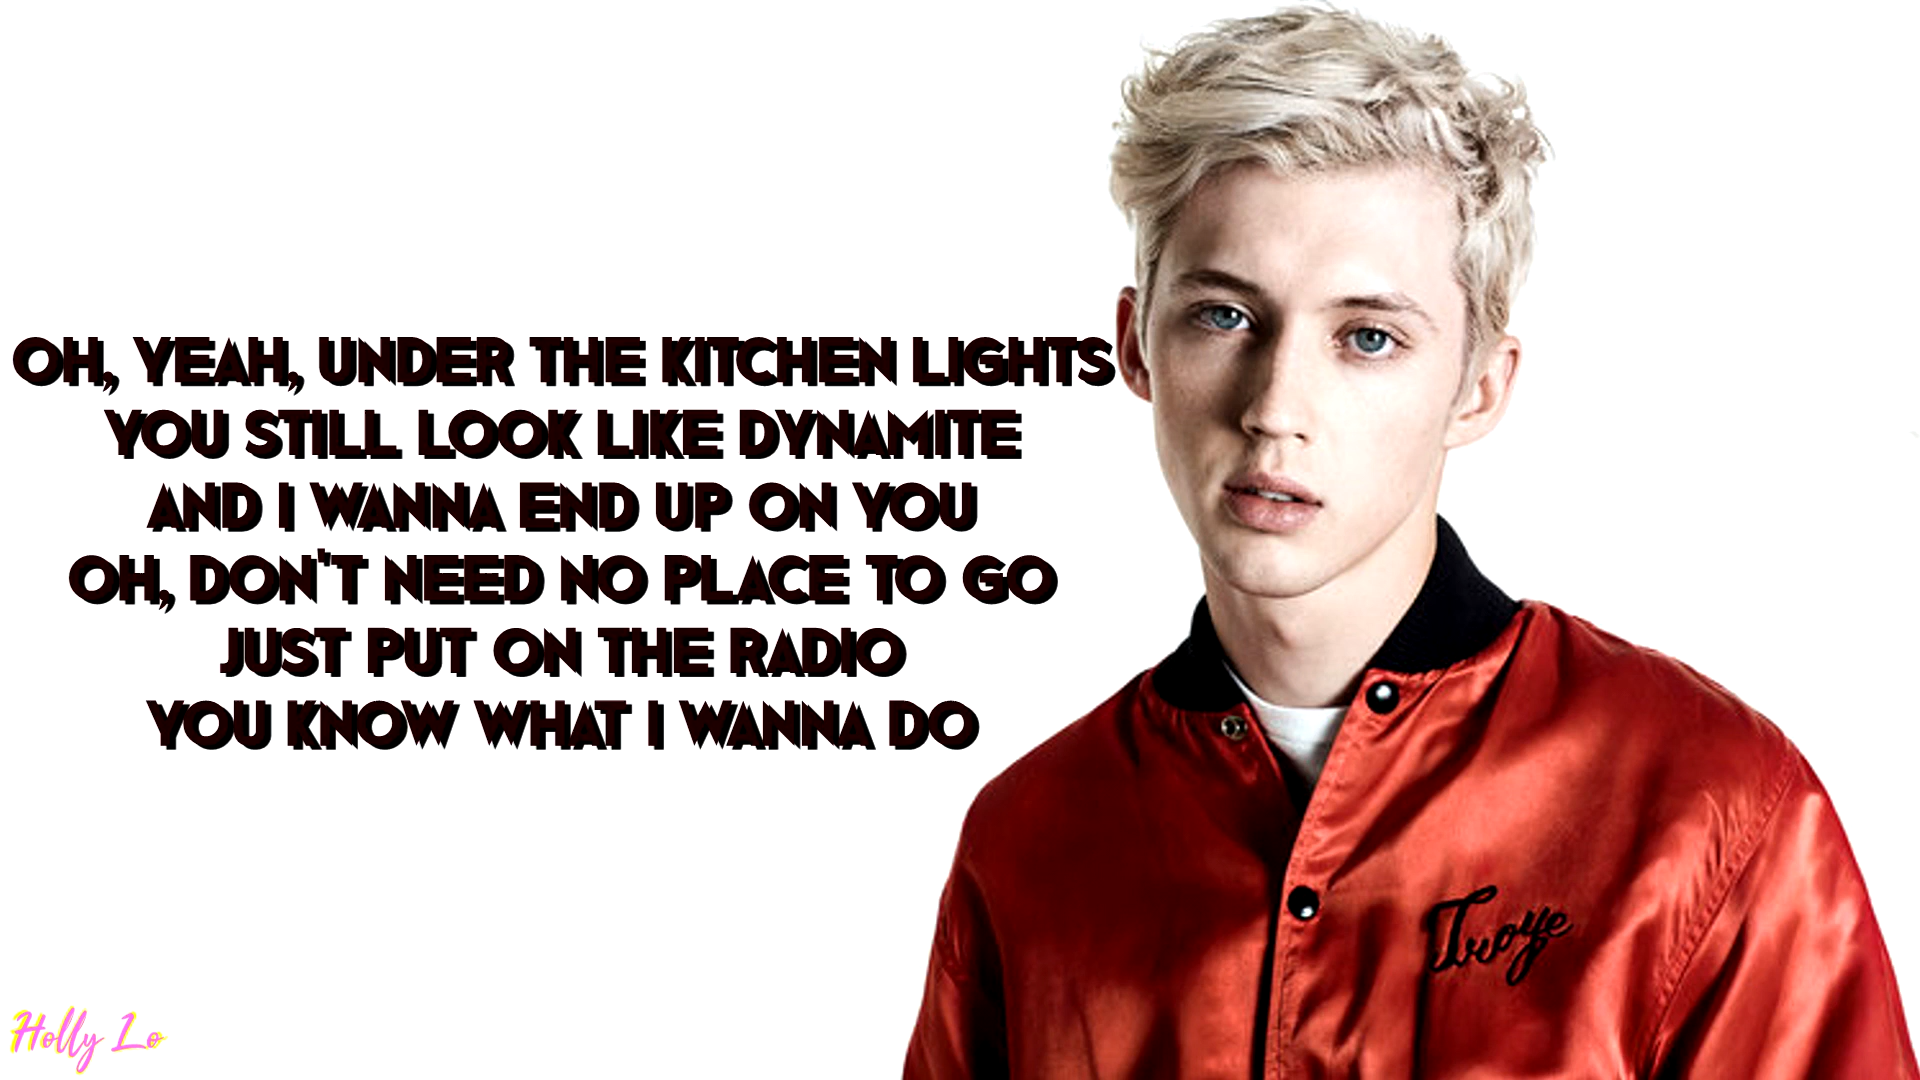 OH, YEAH, UNDER THE KITCHEN LIGHTS
YOU STILL LOOK LIKE DYNAMITE
AND I WANNA END UP ON YOU
OH, DON'T NEED NO PLACE TO GO
JUST PUT ON THE RADIO
YOU KNOW WHAT I WANNA DO
Troye
Holly Lo